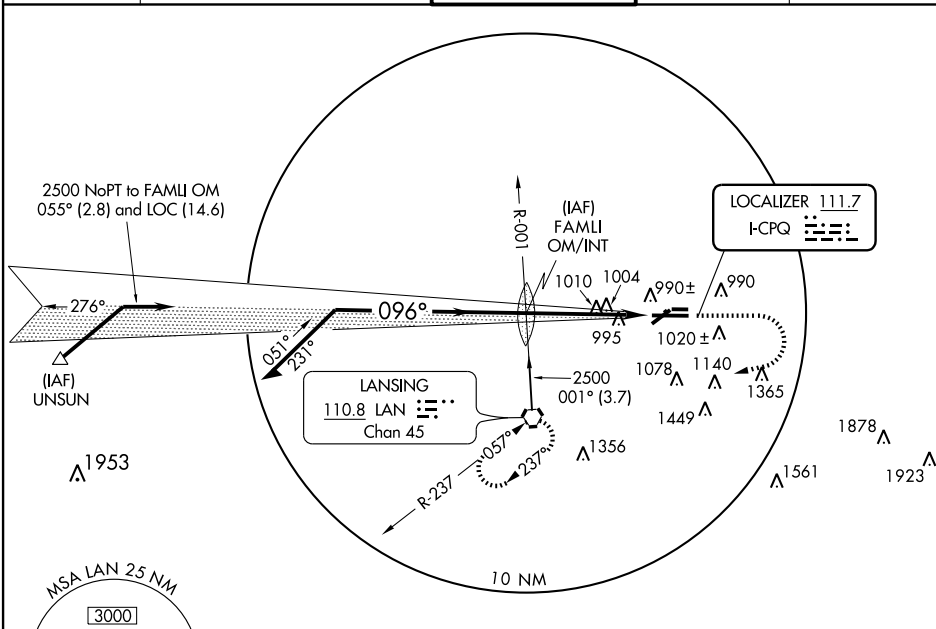 2500 NoPT to FAMLI OM
055° (2.8) and LOC (14.6)
LOCALIZER 111.7
I-CPQ
(IAF)
FAMLI
OM/INT
R-001
276°
096°
1010
1004
990±
990
995
1020±
051°
231°
(IAF)
UNSUN
LANSING
110.8 LAN
Chan 45
2500
001° (3.7)
1078
1140
1365
1449
1356
057°
237°
R-237
1953
1878
1923
1561
10 NM
MSA LAN 25 NM
3000